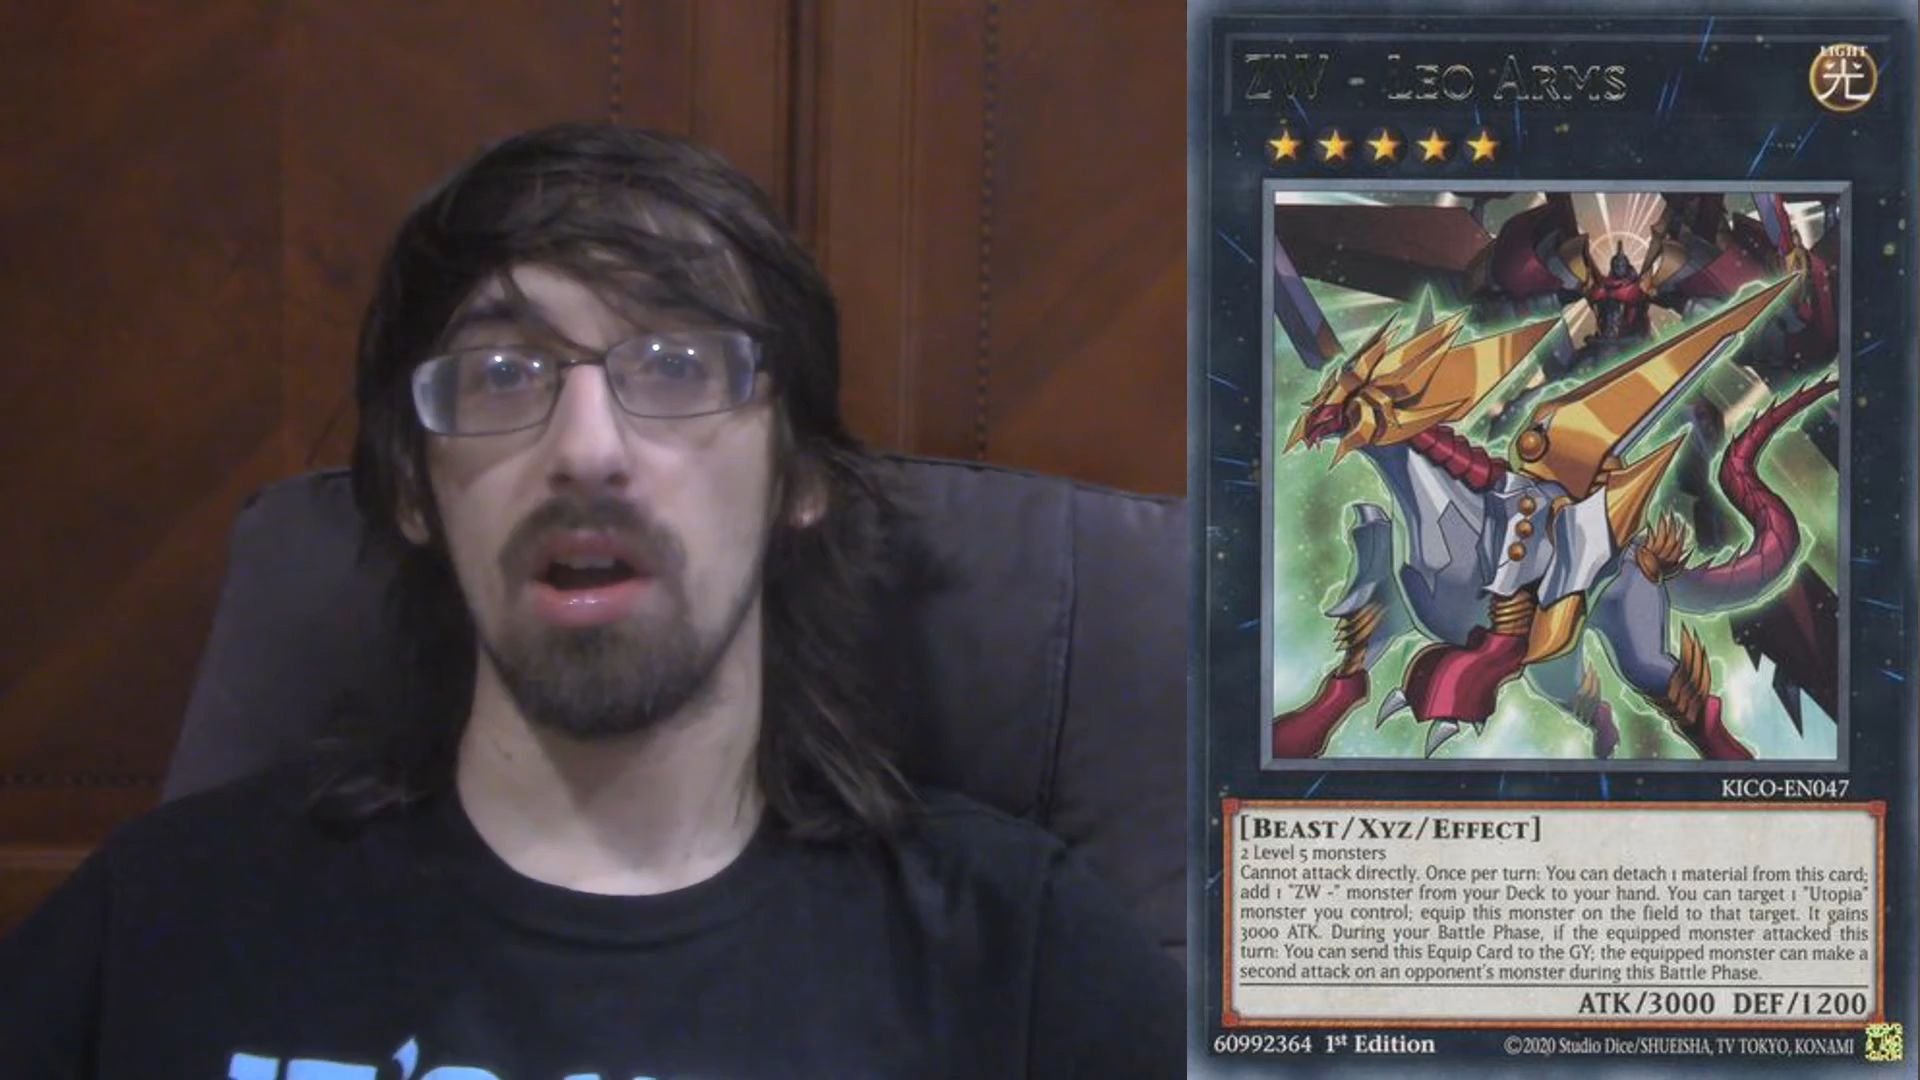 ZW - Leo Arms
LIGHT
光
KICO-EN047
[Beast/Xyz/Effect]
2 Level 5 monsters
Cannot attack directly. Once per turn: You can detach 1 material from this card;
add 1 "ZW -" monster from your Deck to your hand. You can target 1 "Utopia"
monster you control; equip this monster on the field to that target. It gains
3000 ATK. During your Battle Phase, if the equipped monster attacked this
turn: You can send this Equip Card to the GY; the equipped monster can make a
second attack on an opponent's monster during this Battle Phase.
ATK/3000 DEF/1200
60992364 1st Edition
©2020 Studio Dice/SHUEISHA, TV TOKYO, KONAMI
IT'S